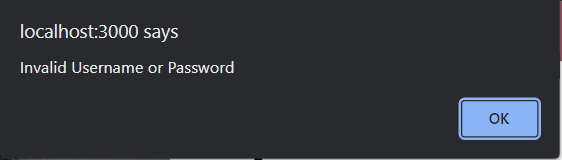 localhost:3000 says
Invalid Username or Password
OK